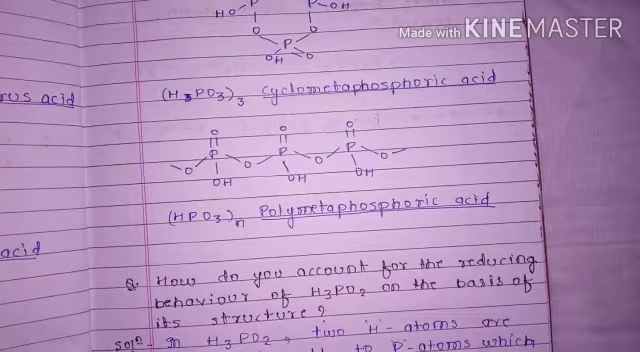 P P
HO OH
Made with KINEMASTER
O O
P
OH O
rus acid
(H3PO3)3 Cyclometaphosphoric acid
O O O
P P P
O O O O
OH OH OH
(HPO3)n Polymetaphosphoric acid
acid
Q. How do you account for the reducing
behaviour of H3PO2 on the basis of
its structure?
Soln - In H3PO2, two H-atoms are
to P-atoms which